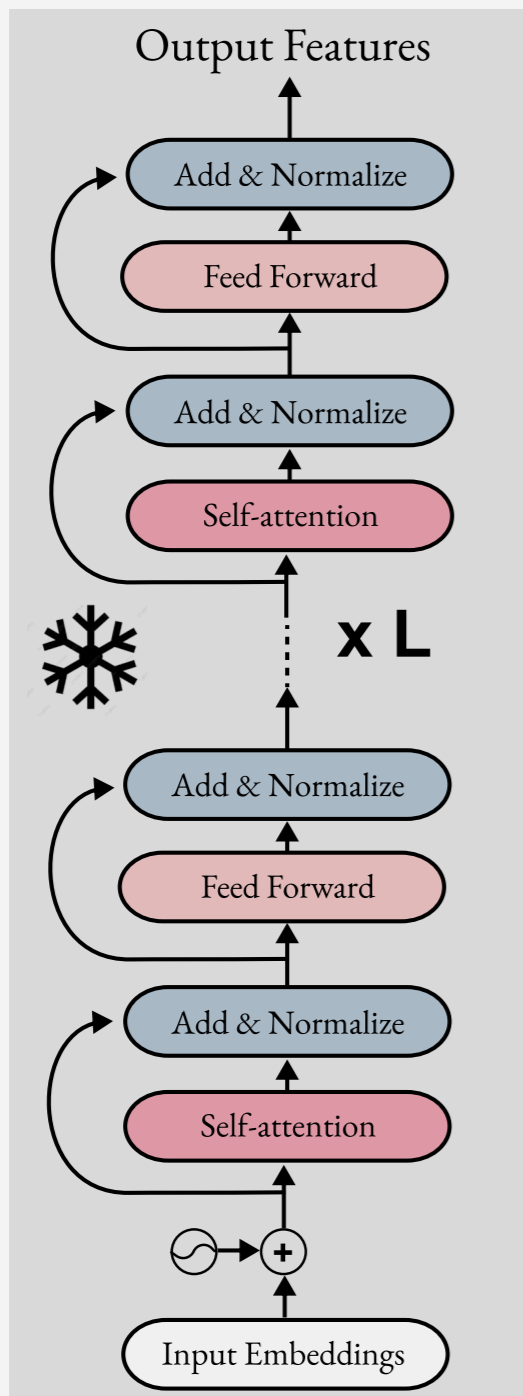 Output Features
Add & Normalize
Feed Forward
Add & Normalize
Self-attention
x L
Add & Normalize
Feed Forward
Add & Normalize
Self-attention
+
Input Embeddings